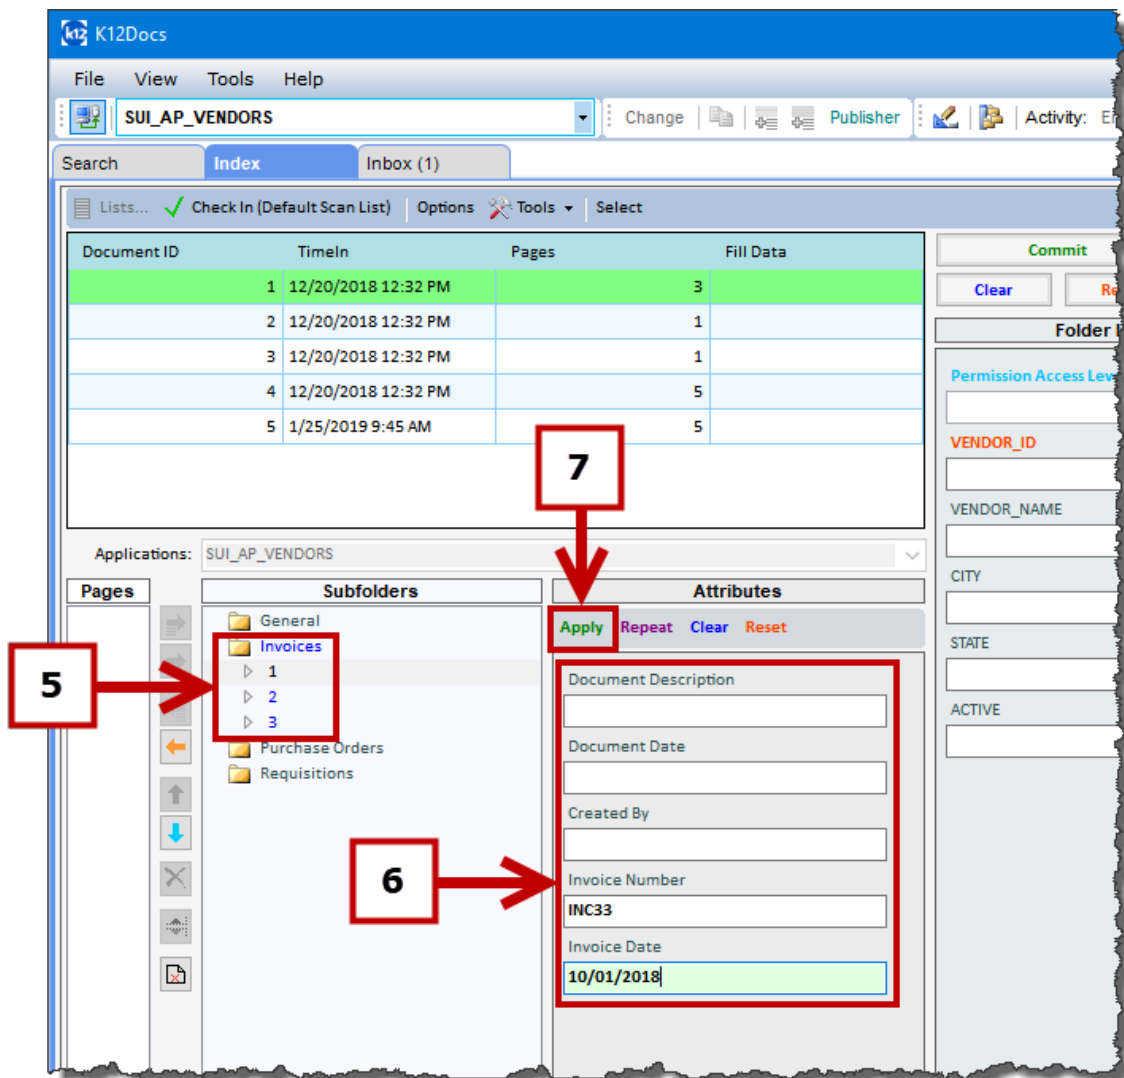 k12 K12Docs
File View Tools Help
SUI_AP_VENDORS Change Publisher Activity:
Search Index Inbox (1)
Lists... Check In (Default Scan List) Options Tools Select
Document ID TimeIn Pages Fill Data
1 12/20/2018 12:32 PM 3
2 12/20/2018 12:32 PM 1
3 12/20/2018 12:32 PM 1
4 12/20/2018 12:32 PM 5
5 1/25/2019 9:45 AM 5
Commit
Clear
Folder
Permission Access
VENDOR_ID
VENDOR_NAME
CITY
STATE
ACTIVE
7
Applications: SUI_AP_VENDORS
Pages Subfolders Attributes
General
Invoices
1
2
3
Purchase Orders
Requisitions
5
Apply Repeat Clear Reset
Document Description
Document Date
Created By
6
Invoice Number
INC33
Invoice Date
10/01/2018